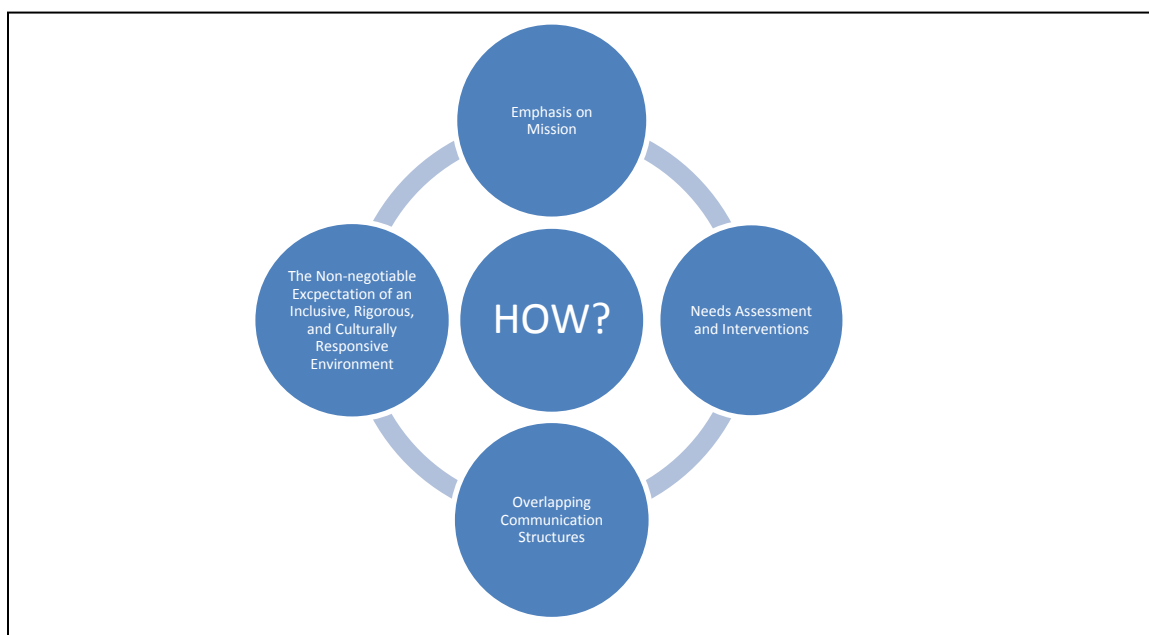 Emphasis on
Mission
The Non-negotiable
Excpectation of an
Inclusive, Rigorous,
and Culturally
Responsive
Environment
HOW?
Needs Assessment
and Interventions
Overlapping
Communication
Structures